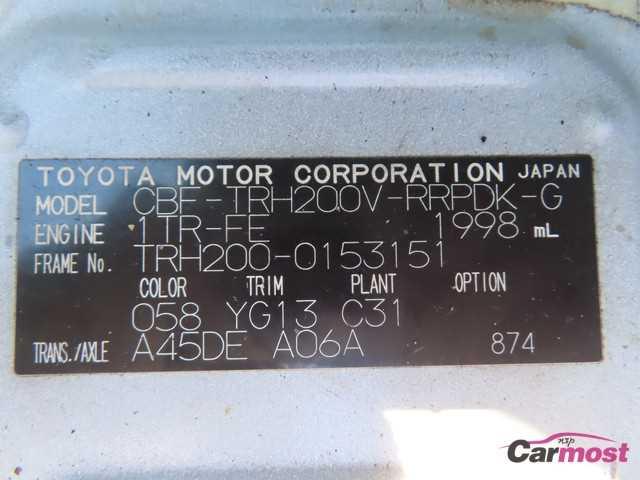 TOYOTA MOTOR CORPORATION JAPAN
MODEL CBF-TRH200V-RRPDK-G
ENGINE 1TR-FE 1998 mL
FRAME No. TRH200-0153151
COLOR TRIM PLANT OPTION
058 YG13 C31
TRANS./AXLE A45DE A06A 874
nsp
Carmost